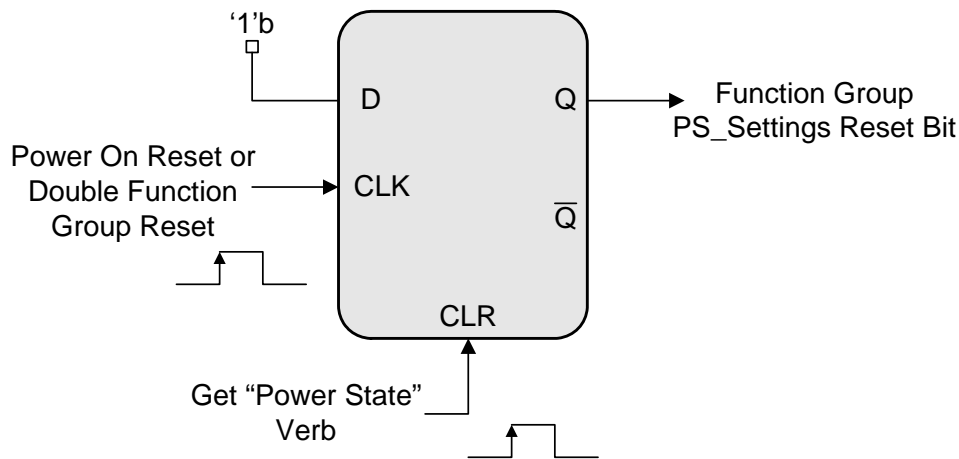 ‘1’b
D
Q
Function Group
PS_Settings Reset Bit
Power On Reset or
Double Function
Group Reset
CLK
Q̅
CLR
Get “Power State”
Verb